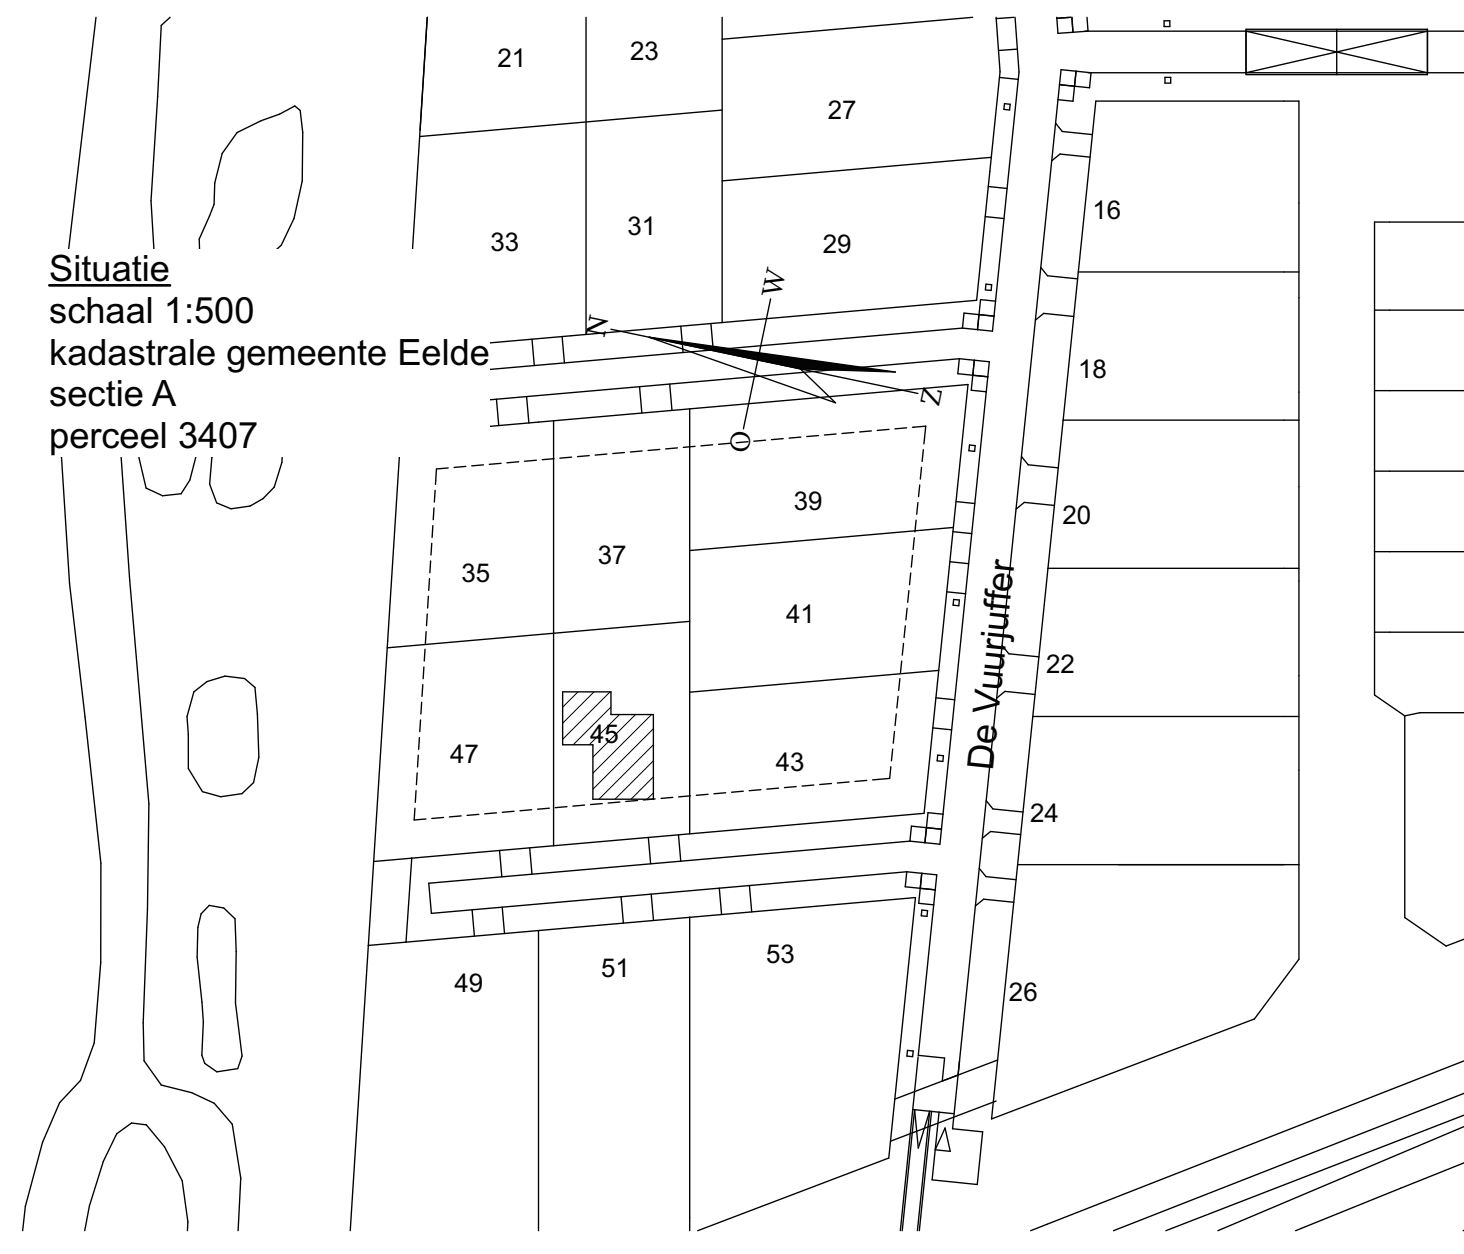 21
23
27
16
33
31
29
Situatie
schaal 1:500
kadastrale gemeente Eelde
sectie A
perceel 3407
W
N
Z
O
18
39
20
35
37
41
De Vuurjuffer
22
47
45
43
24
49
51
53
26